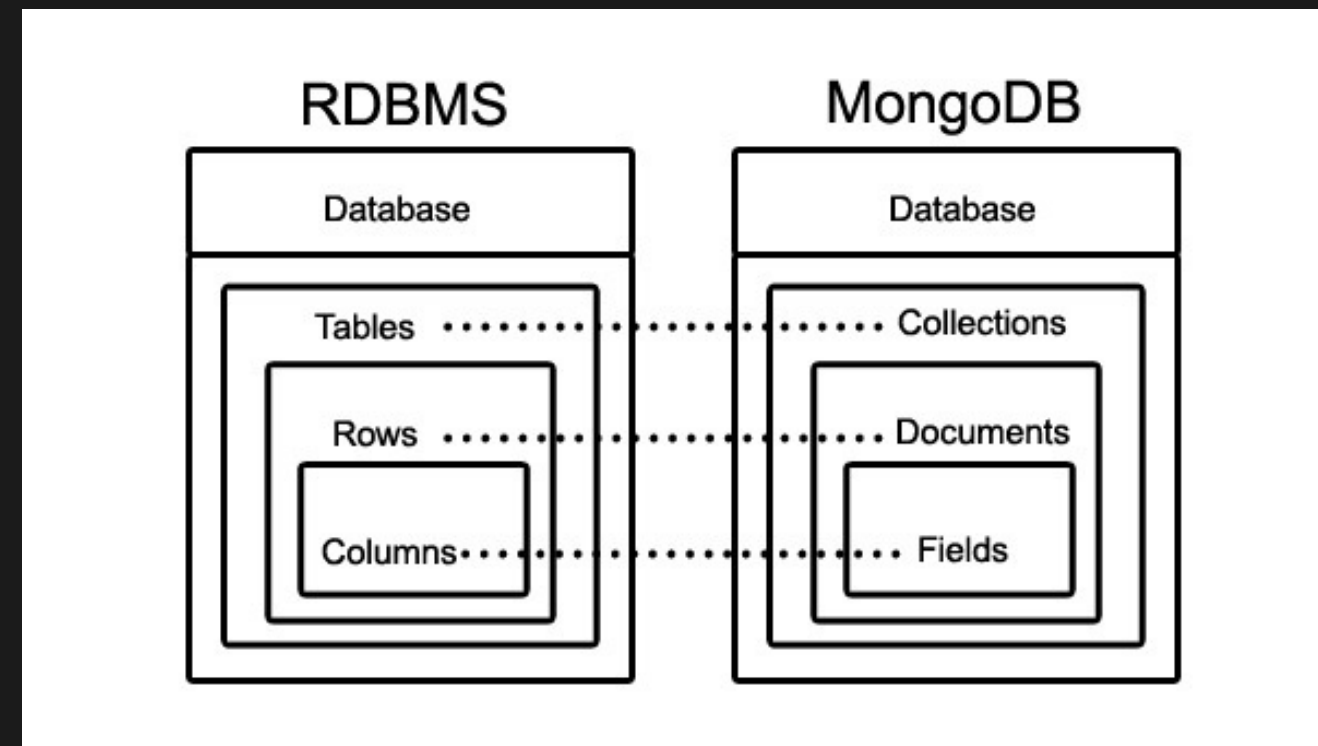 RDBMS
MongoDB
Database
Database
Tables
Collections
Rows
Documents
Columns
Fields